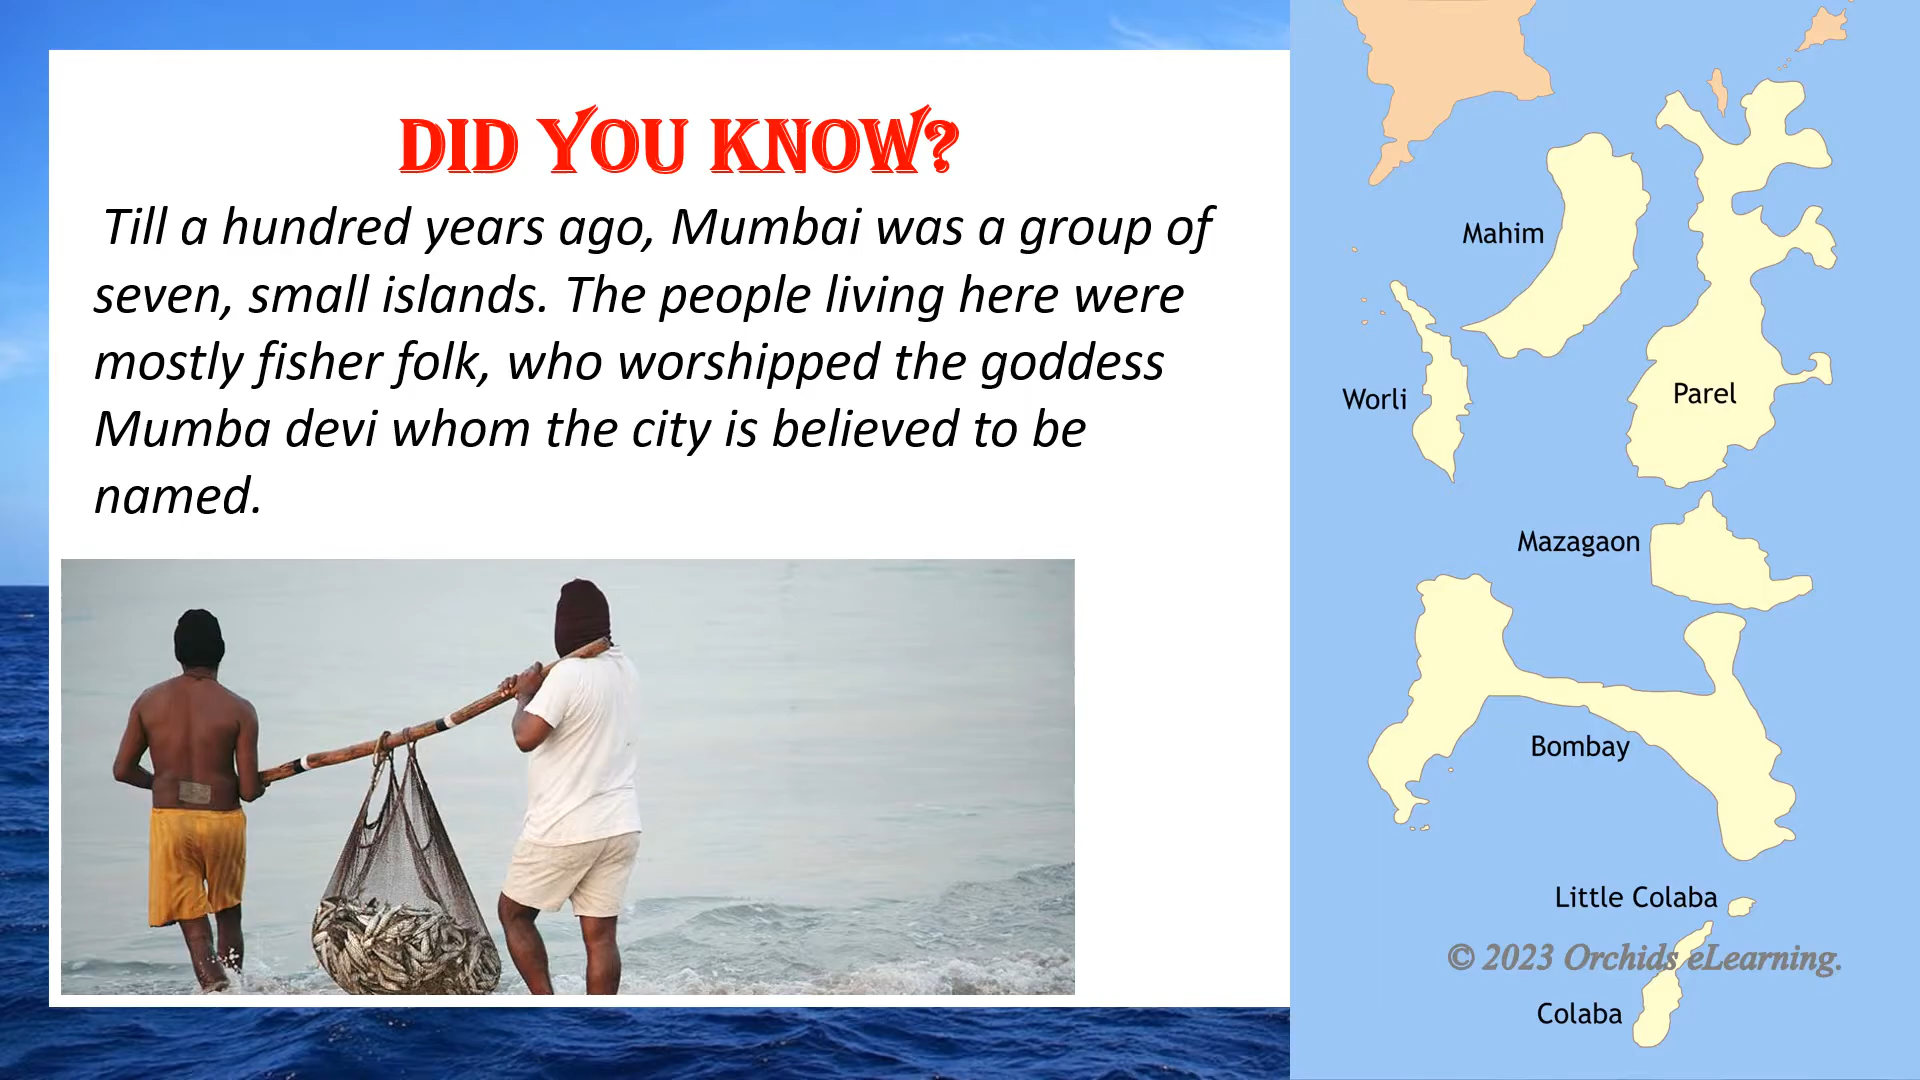 DID YOU KNOW?
Till a hundred years ago, Mumbai was a group of
seven, small islands. The people living here were
mostly fisher folk, who worshipped the goddess
Mumba devi whom the city is believed to be
named.
Mahim
Worli
Parel
Mazagaon
Bombay
Little Colaba
© 2023 Orchids eLearning.
Colaba